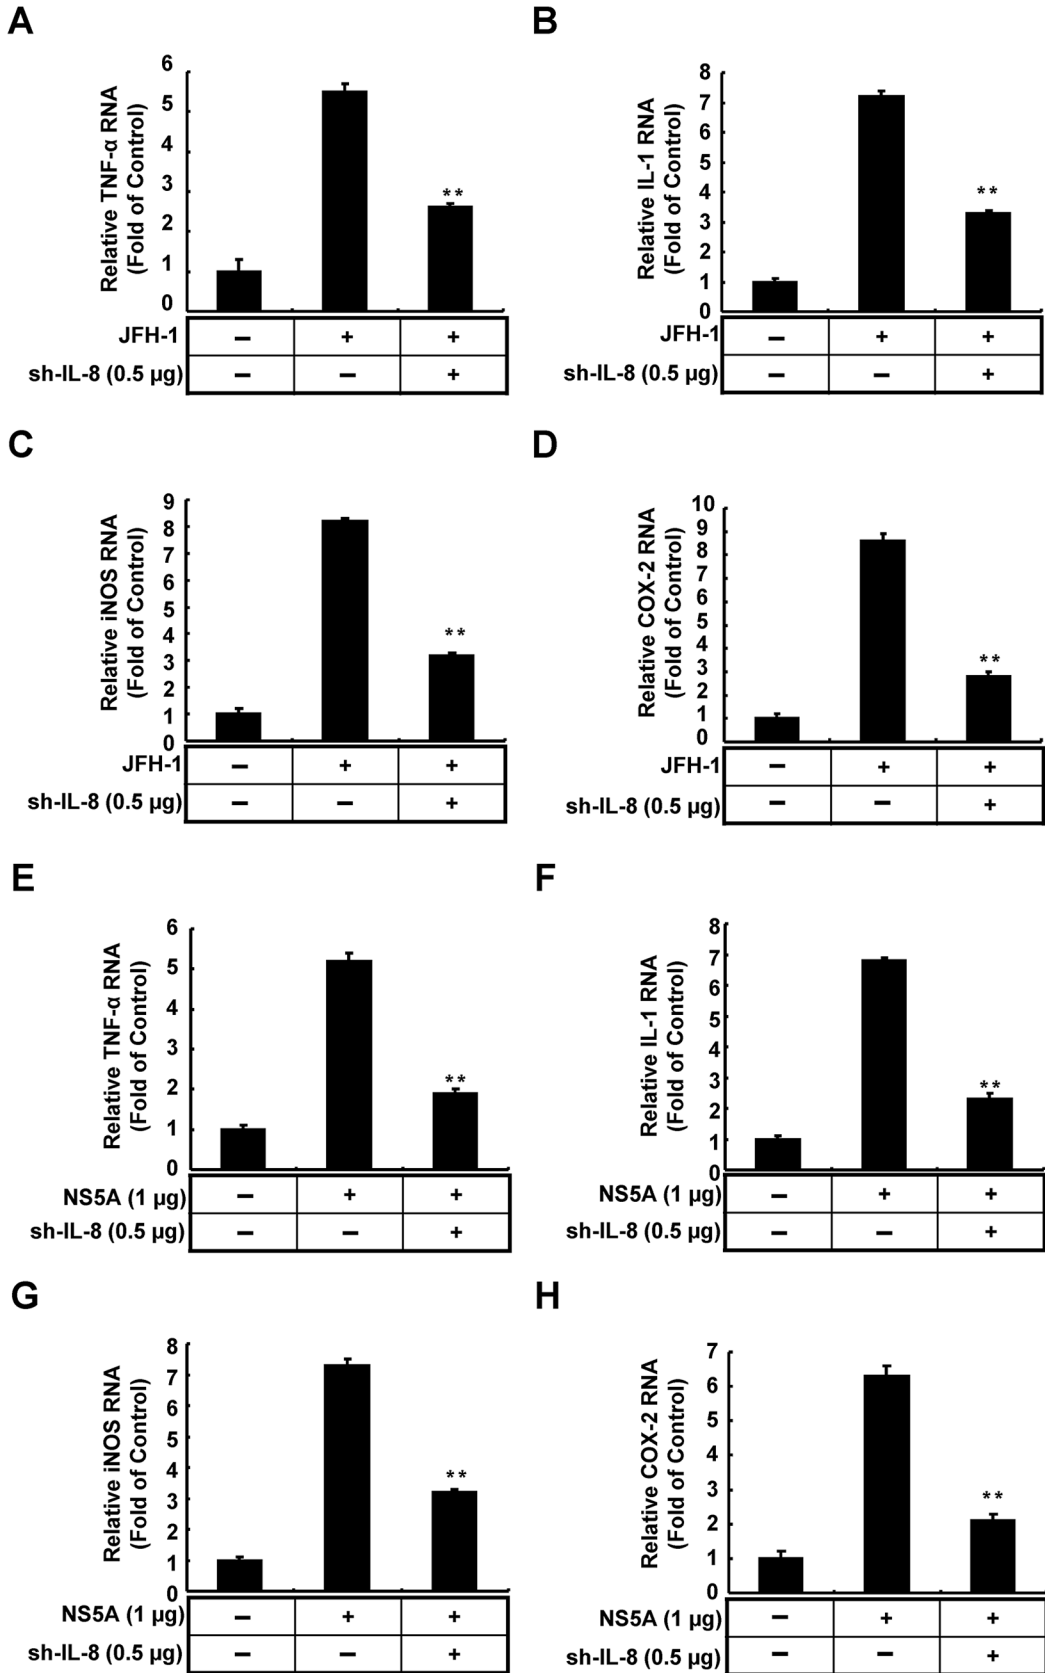 A
Relative TNF-α RNA
(Fold of Control)
6
5
4
3
2
1
0
**
JFH-1 – + +
sh-IL-8 (0.5 µg) – – +
B
Relative IL-1 RNA
(Fold of Control)
8
7
6
5
4
3
2
1
0
**
JFH-1 – + +
sh-IL-8 (0.5 µg) – – +
C
Relative iNOS RNA
(Fold of Control)
9
8
7
6
5
4
3
2
1
0
**
JFH-1 – + +
sh-IL-8 (0.5 µg) – – +
D
Relative COX-2 RNA
(Fold of Control)
10
9
8
7
6
5
4
3
2
1
0
**
JFH-1 – + +
sh-IL-8 (0.5 µg) – – +
E
Relative TNF-α RNA
(Fold of Control)
6
5
4
3
2
1
0
**
NS5A (1 µg) – + +
sh-IL-8 (0.5 µg) – – +
F
Relative IL-1 RNA
(Fold of Control)
8
7
6
5
4
3
2
1
0
**
NS5A (1 µg) – + +
sh-IL-8 (0.5 µg) – – +
G
Relative iNOS RNA
(Fold of Control)
8
7
6
5
4
3
2
1
0
**
NS5A (1 µg) – + +
sh-IL-8 (0.5 µg) – – +
H
Relative COX-2 RNA
(Fold of Control)
7
6
5
4
3
2
1
0
**
NS5A (1 µg) – + +
sh-IL-8 (0.5 µg) – – +